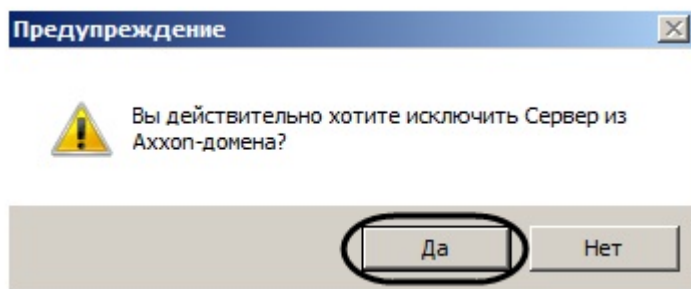 Предупреждение
Вы действительно хотите исключить Сервер из
Axxon-домена?
Да
Нет